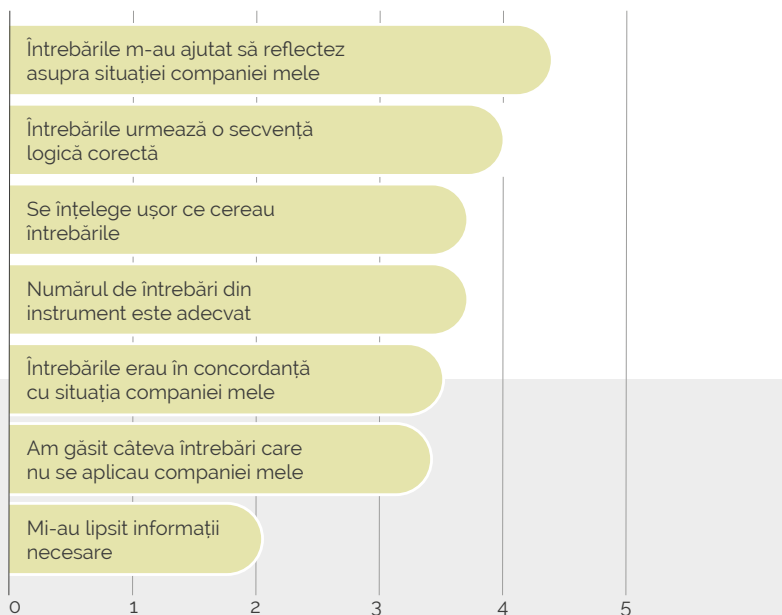 Întrebările m-au ajutat să reflectez
asupra situației companiei mele
Întrebările urmează o secvență
logică corectă
Se înțelege ușor ce cereau
întrebările
Numărul de întrebări din
instrument este adecvat
Întrebările erau în concordanță
cu situația companiei mele
Am găsit câteva întrebări care
nu se aplicau companiei mele
Mi-au lipsit informații
necesare
0 1 2 3 4 5